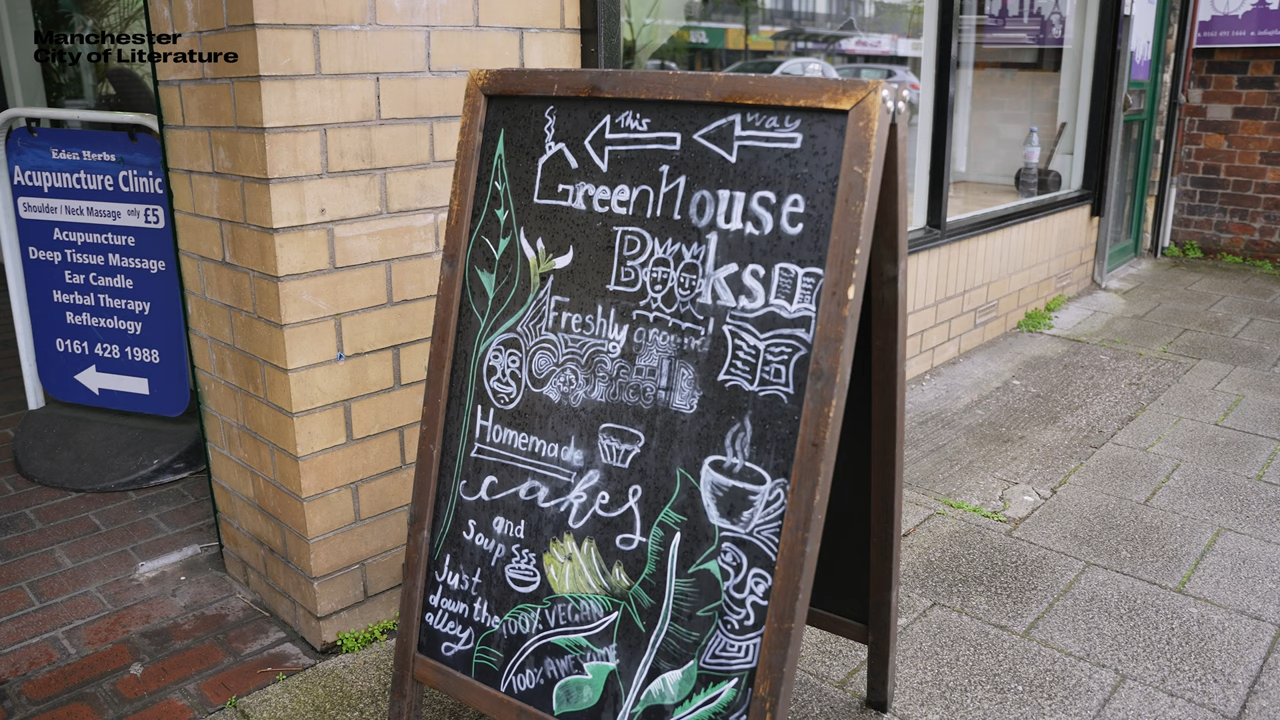 Manchester
City of Literature
Eden Herbs
Acupuncture Clinic
Shoulder / Neck Massage only £5
Acupuncture
Deep Tissue Massage
Ear Candle
Herbal Therapy
Reflexology
0161 428 1988
This Way
GreenHouse
Books
Freshly ground
Coffee
Homemade
cakes
and
soup
Just
down the
alley
100% VEGAN
100% AWESOME